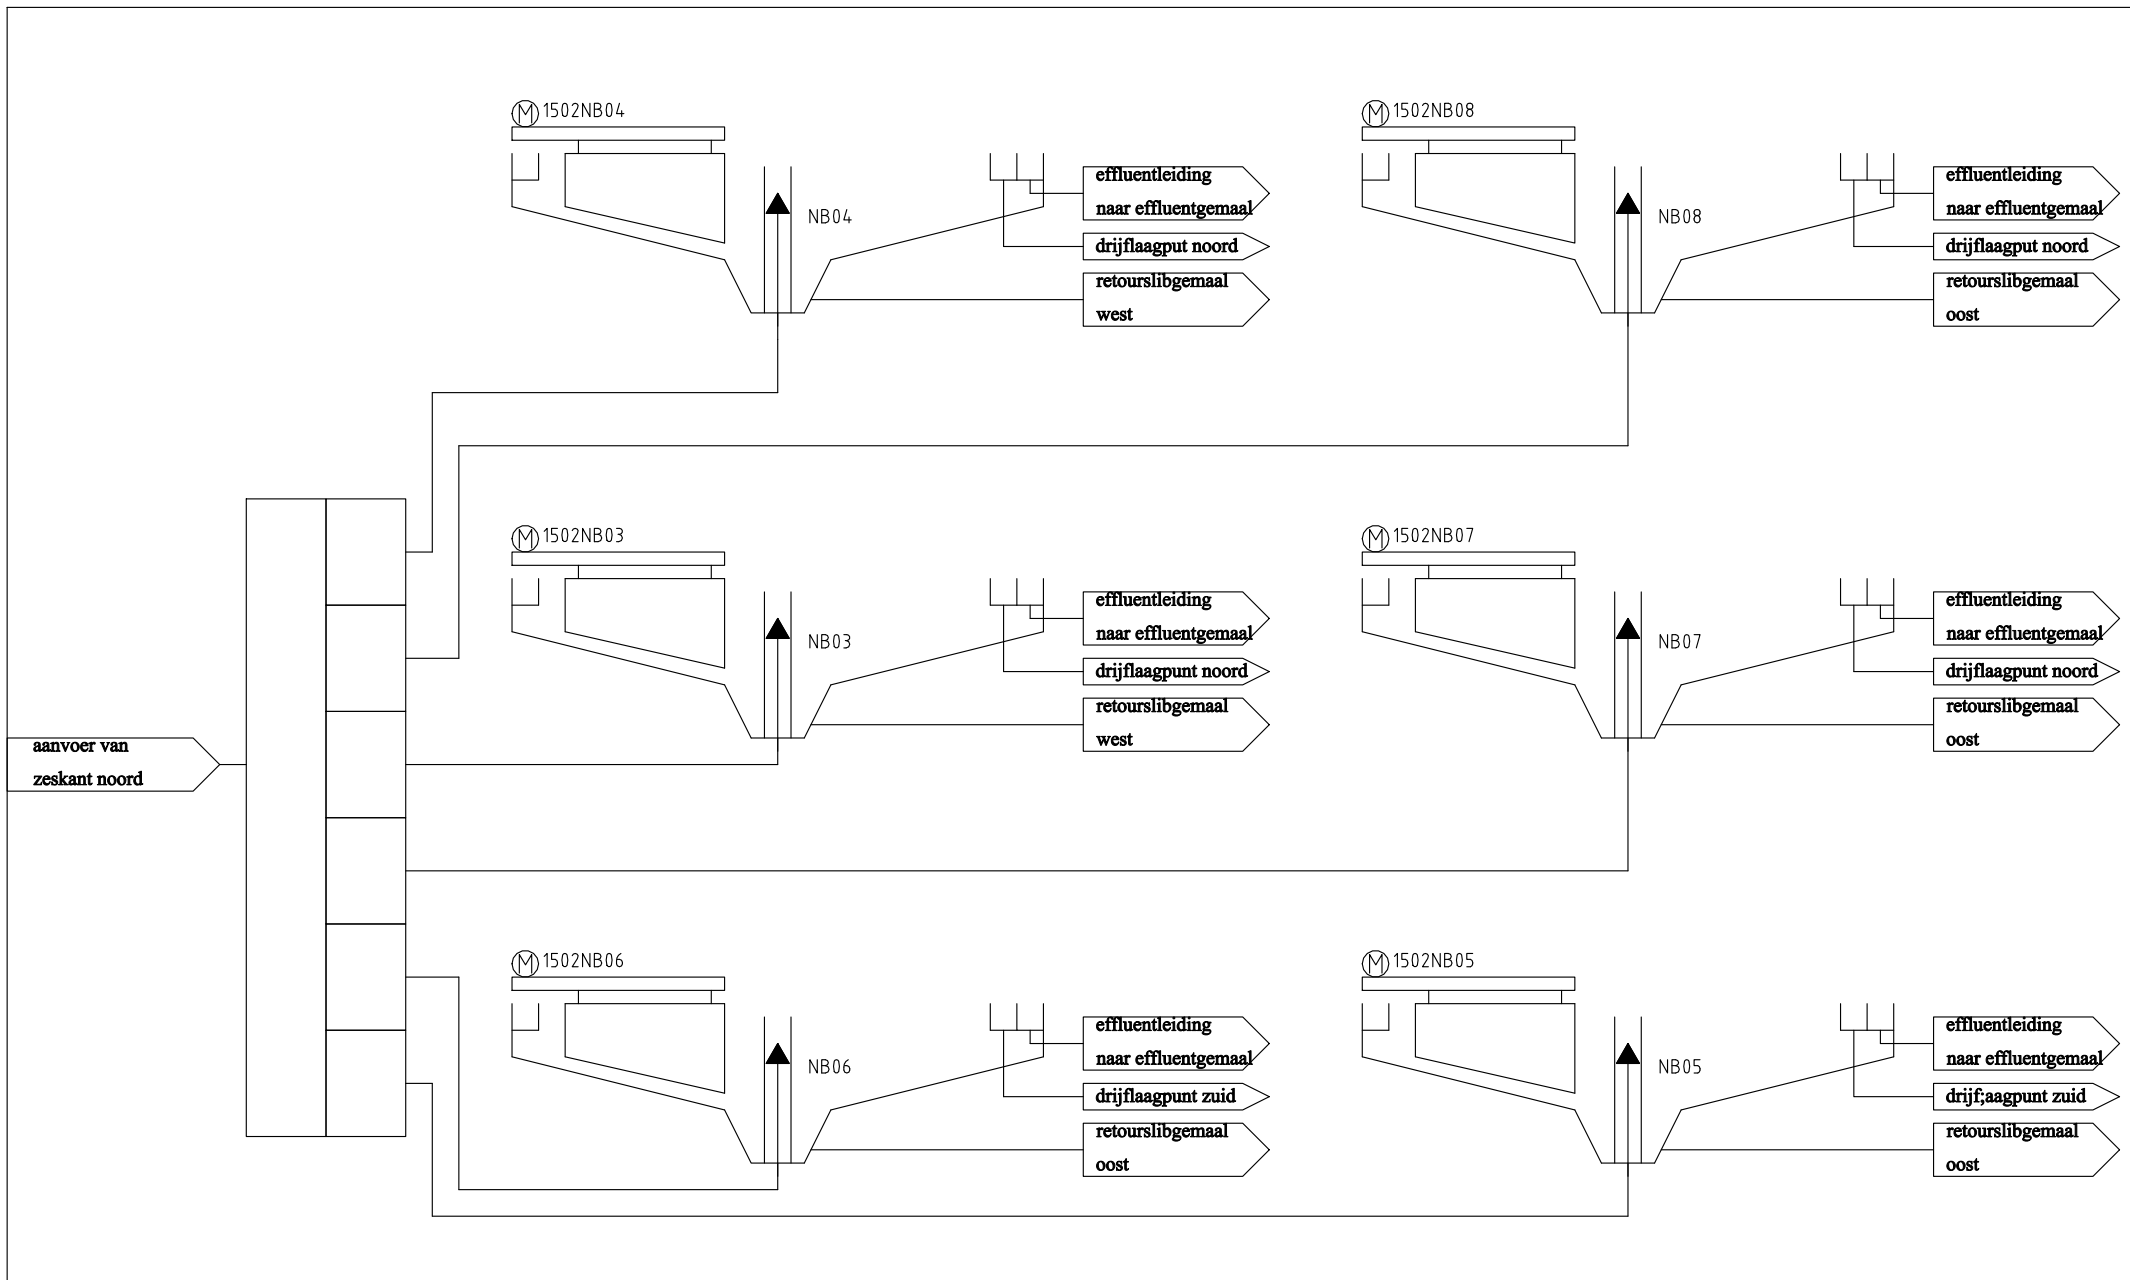 M 1502NB04
M 1502NB08
effluentleiding
naar effluentgemaal
effluentleiding
naar effluentgemaal
NB04
NB08
drijflaagput noord
drijflaagput noord
retourslibgemaal
west
retourslibgemaal
oost
M 1502NB03
M 1502NB07
effluentleiding
naar effluentgemaal
effluentleiding
naar effluentgemaal
NB03
NB07
drijflaagpunt noord
drijflaagpunt noord
retourslibgemaal
west
retourslibgemaal
oost
aanvoer van
zeskant noord
M 1502NB06
M 1502NB05
effluentleiding
naar effluentgemaal
effluentleiding
naar effluentgemaal
NB06
NB05
drijflaagpunt zuid
drijf;aagpunt zuid
retourslibgemaal
oost
retourslibgemaal
oost